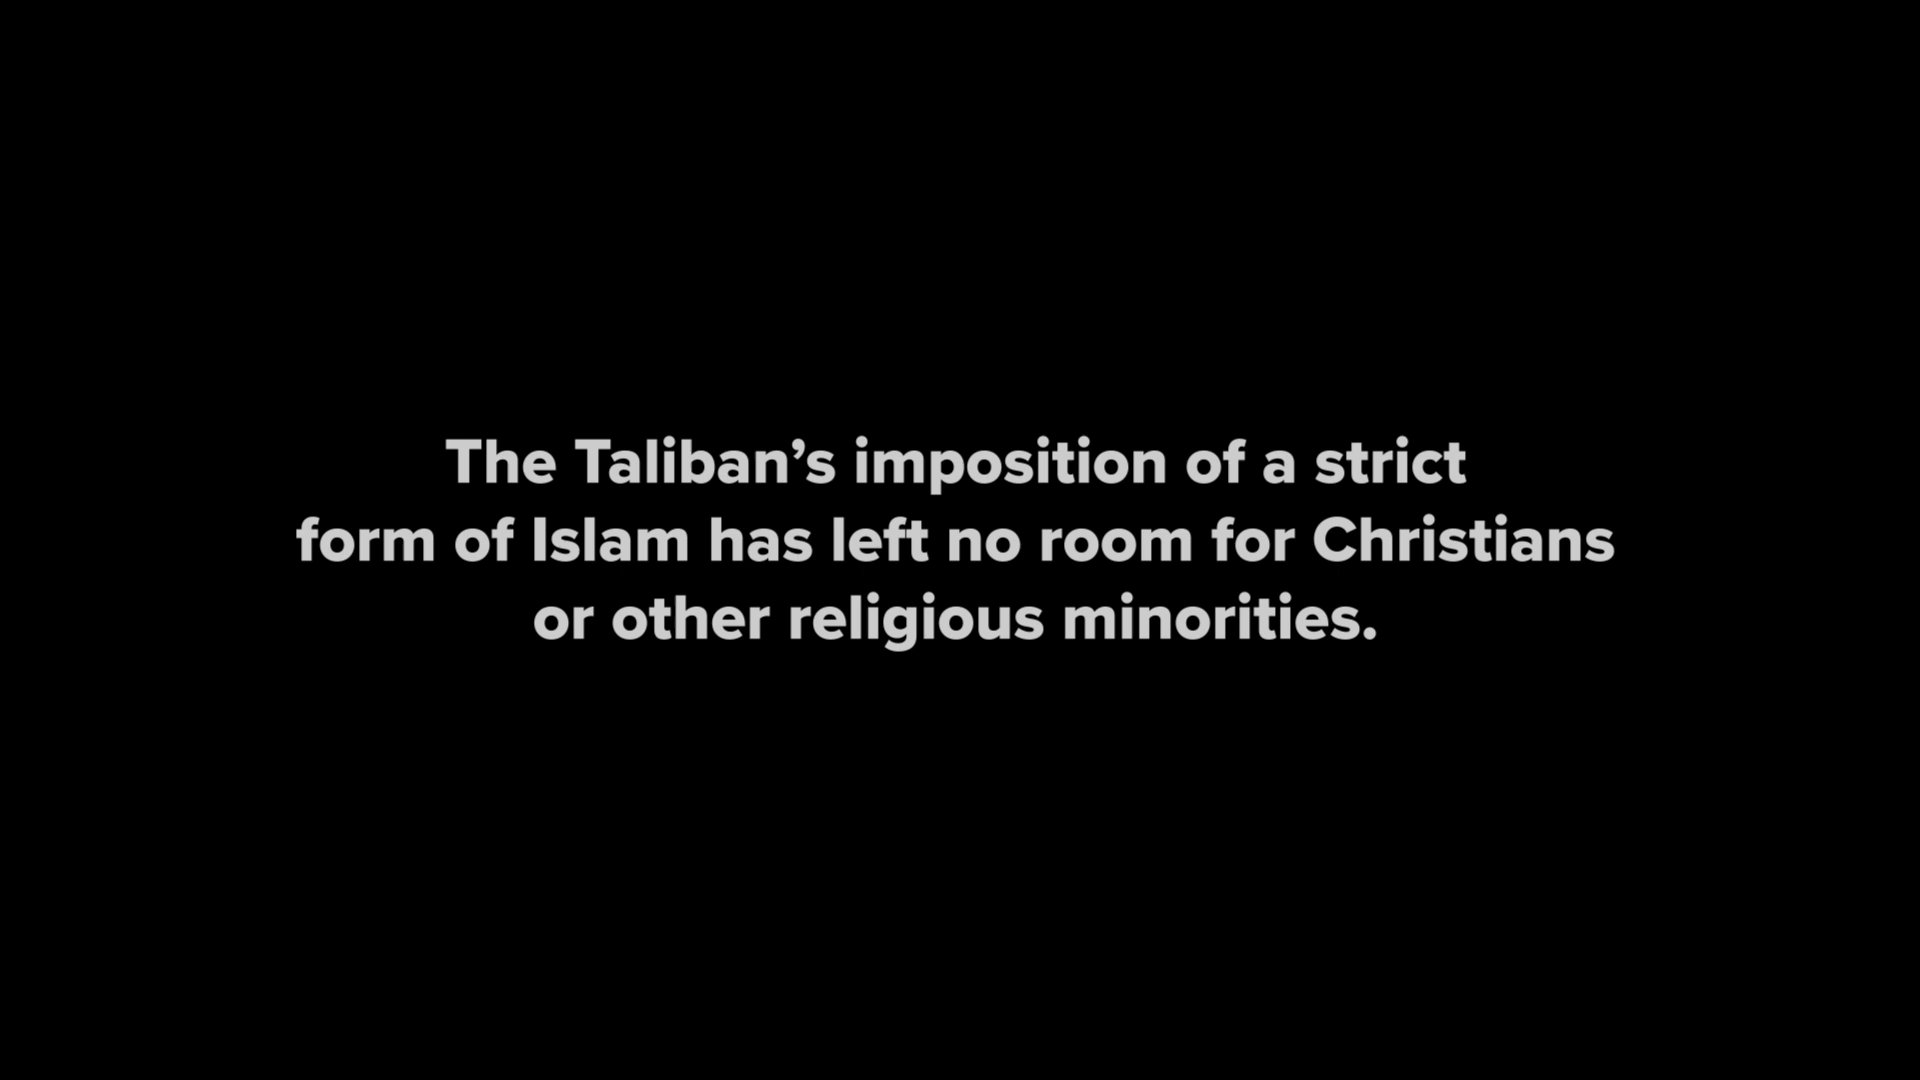 The Taliban’s imposition of a strict
form of Islam has left no room for Christians
or other religious minorities.